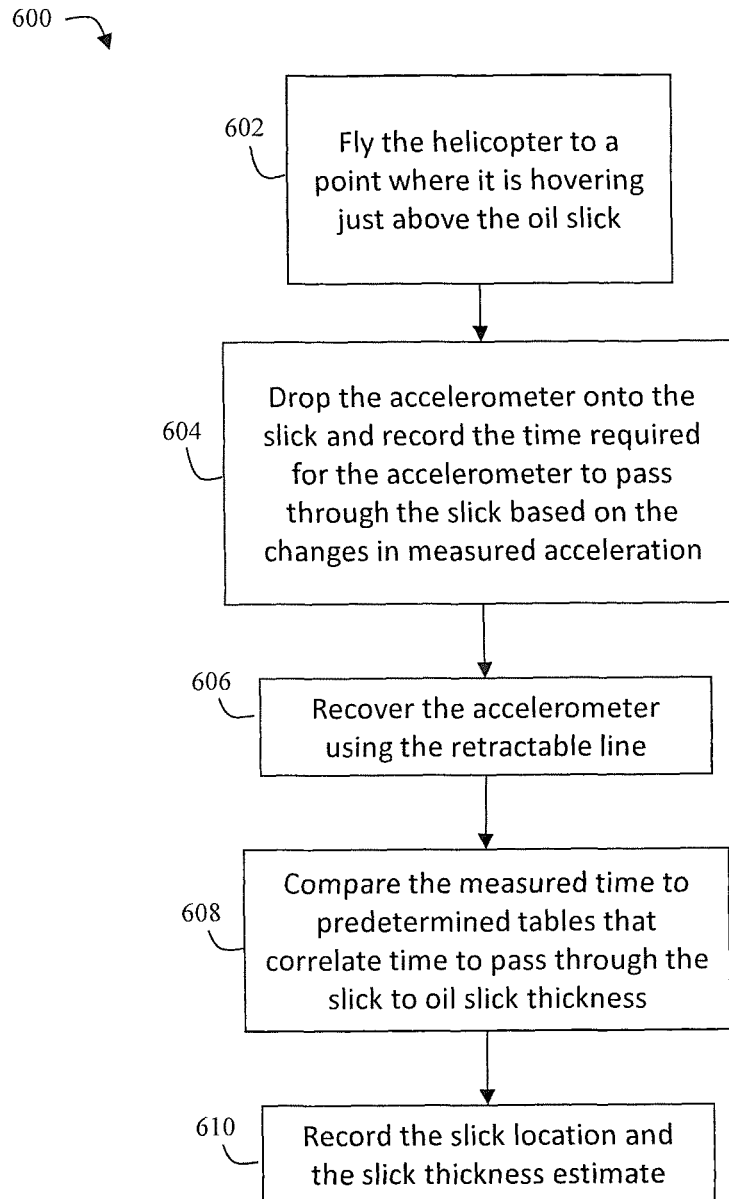 600
602
Fly the helicopter to a
point where it is hovering
just above the oil slick
604
Drop the accelerometer onto the
slick and record the time required
for the accelerometer to pass
through the slick based on the
changes in measured acceleration
606
Recover the accelerometer
using the retractable line
608
Compare the measured time to
predetermined tables that
correlate time to pass through the
slick to oil slick thickness
610
Record the slick location and
the slick thickness estimate